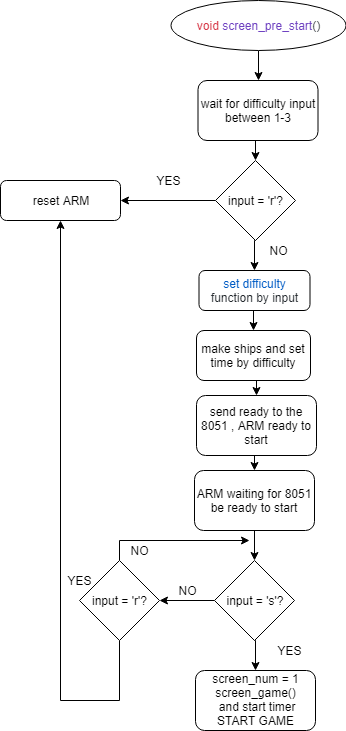 void screen_pre_start()
wait for difficulty input
between 1-3
YES
input = 'r'?
reset ARM
NO
set difficulty
function by input
make ships and set
time by difficulty
send ready to the
8051 , ARM ready to
start
ARM waiting for 8051
be ready to start
NO
YES
input = 'r'?
NO
input = 's'?
YES
screen_num = 1
screen_game()
and start timer
START GAME